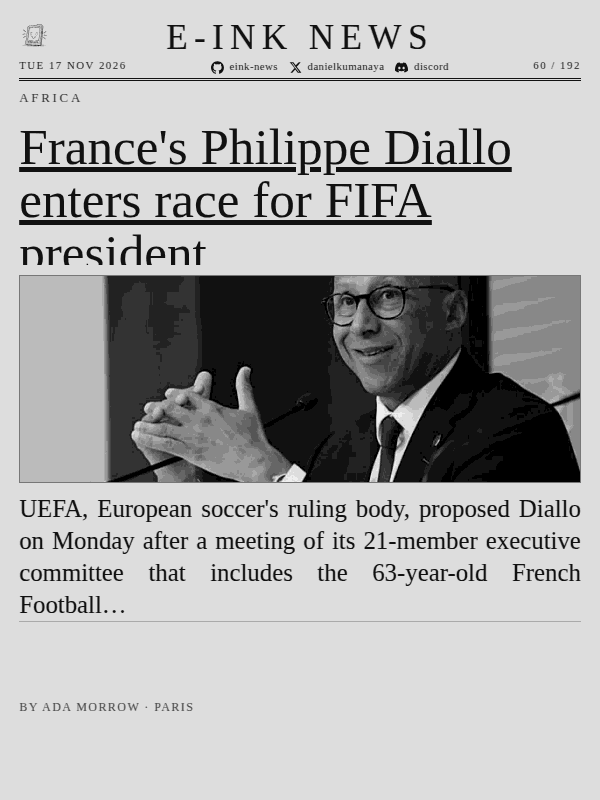 E-INK NEWS
TUE 17 NOV 2026
eink-news danielkumanaya discord
60 / 192
AFRICA
France's Philippe Diallo
enters race for FIFA
president
UEFA, European soccer's ruling body, proposed Diallo
on Monday after a meeting of its 21-member executive
committee that includes the 63-year-old French
Football…
BY ADA MORROW · PARIS